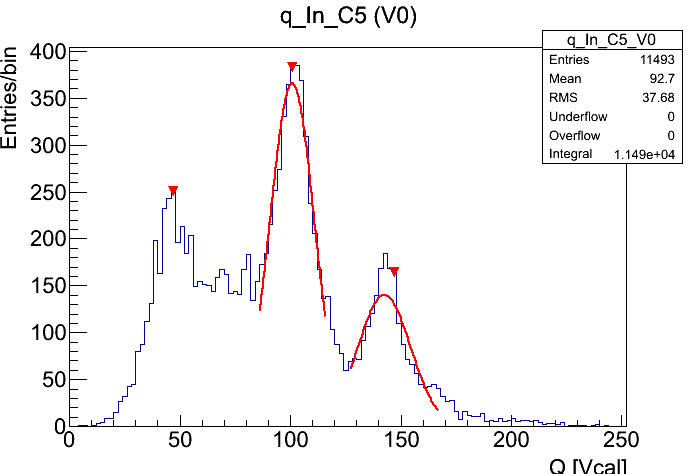 q_In_C5 (V0)
q_In_C5_V0
Entries 11493
Mean 92.7
RMS 37.68
Underflow 0
Overflow 0
Integral 1.149e+04
Entries/bin
400
350
300
250
200
150
100
50
0
0 50 100 150 200 250
Q [Vcal]